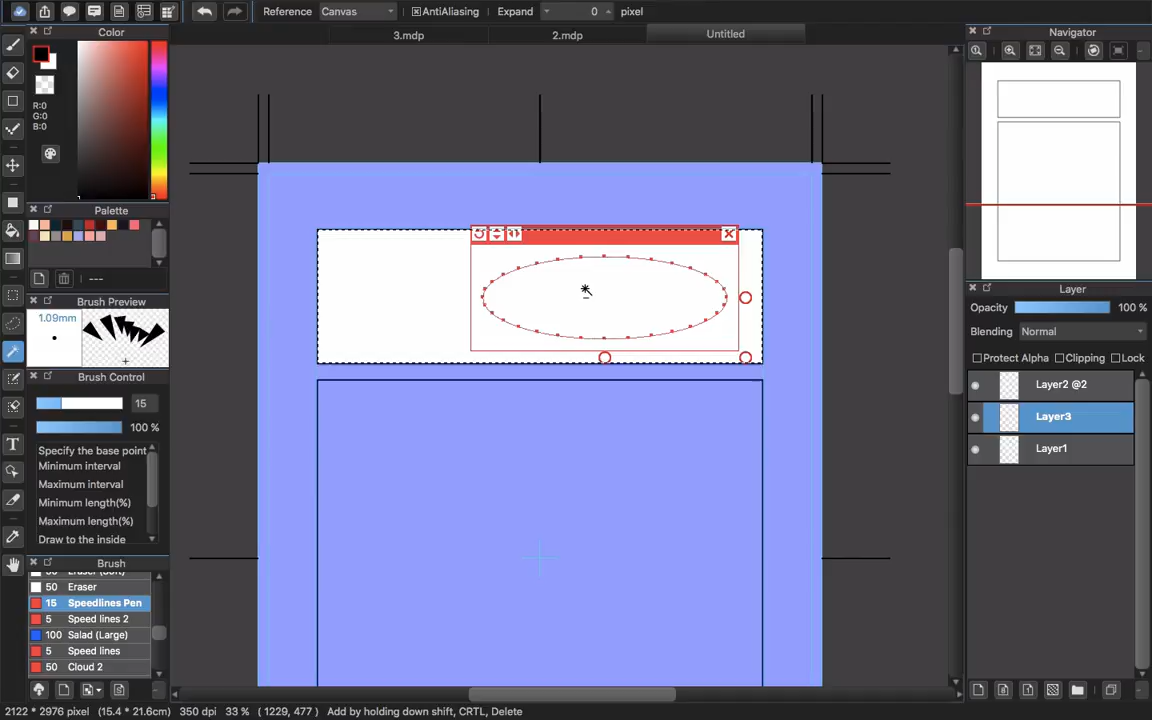 Reference Canvas AntiAliasing Expand 0 pixel
Color
3.mdp 2.mdp Untitled
Navigator
R:0
G:0
B:0
Palette
---
Brush Preview
1.09mm
Brush Control
15
100 %
Specify the base point
Minimum interval
Maximum interval
Minimum length(%)
Maximum length(%)
Draw to the inside
Brush
50 Eraser
15 Speedlines Pen
5 Speed lines 2
100 Salad (Large)
5 Speed lines
50 Cloud 2
Layer
Opacity 100 %
Blending Normal
Protect Alpha Clipping Lock
Layer2 @2
Layer3
Layer1
2122 * 2976 pixel (15.4 * 21.6cm) 350 dpi 33 % ( 1229, 477 ) Add by holding down shift, CRTL, Delete